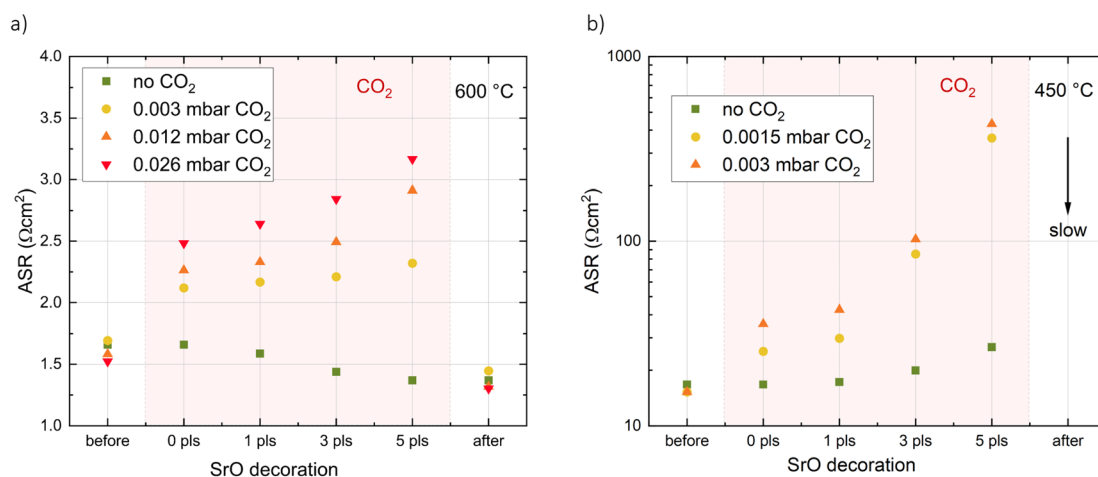 a)
4.0
3.5
3.0
2.5
2.0
1.5
1.0
ASR (Ωcm²)
no CO₂
0.003 mbar CO₂
0.012 mbar CO₂
0.026 mbar CO₂
CO₂
600 °C
before
0 pls
1 pls
3 pls
5 pls
after
SrO decoration
b)
1000
100
10
ASR (Ωcm²)
no CO₂
0.0015 mbar CO₂
0.003 mbar CO₂
CO₂
450 °C
slow
before
0 pls
1 pls
3 pls
5 pls
after
SrO decoration